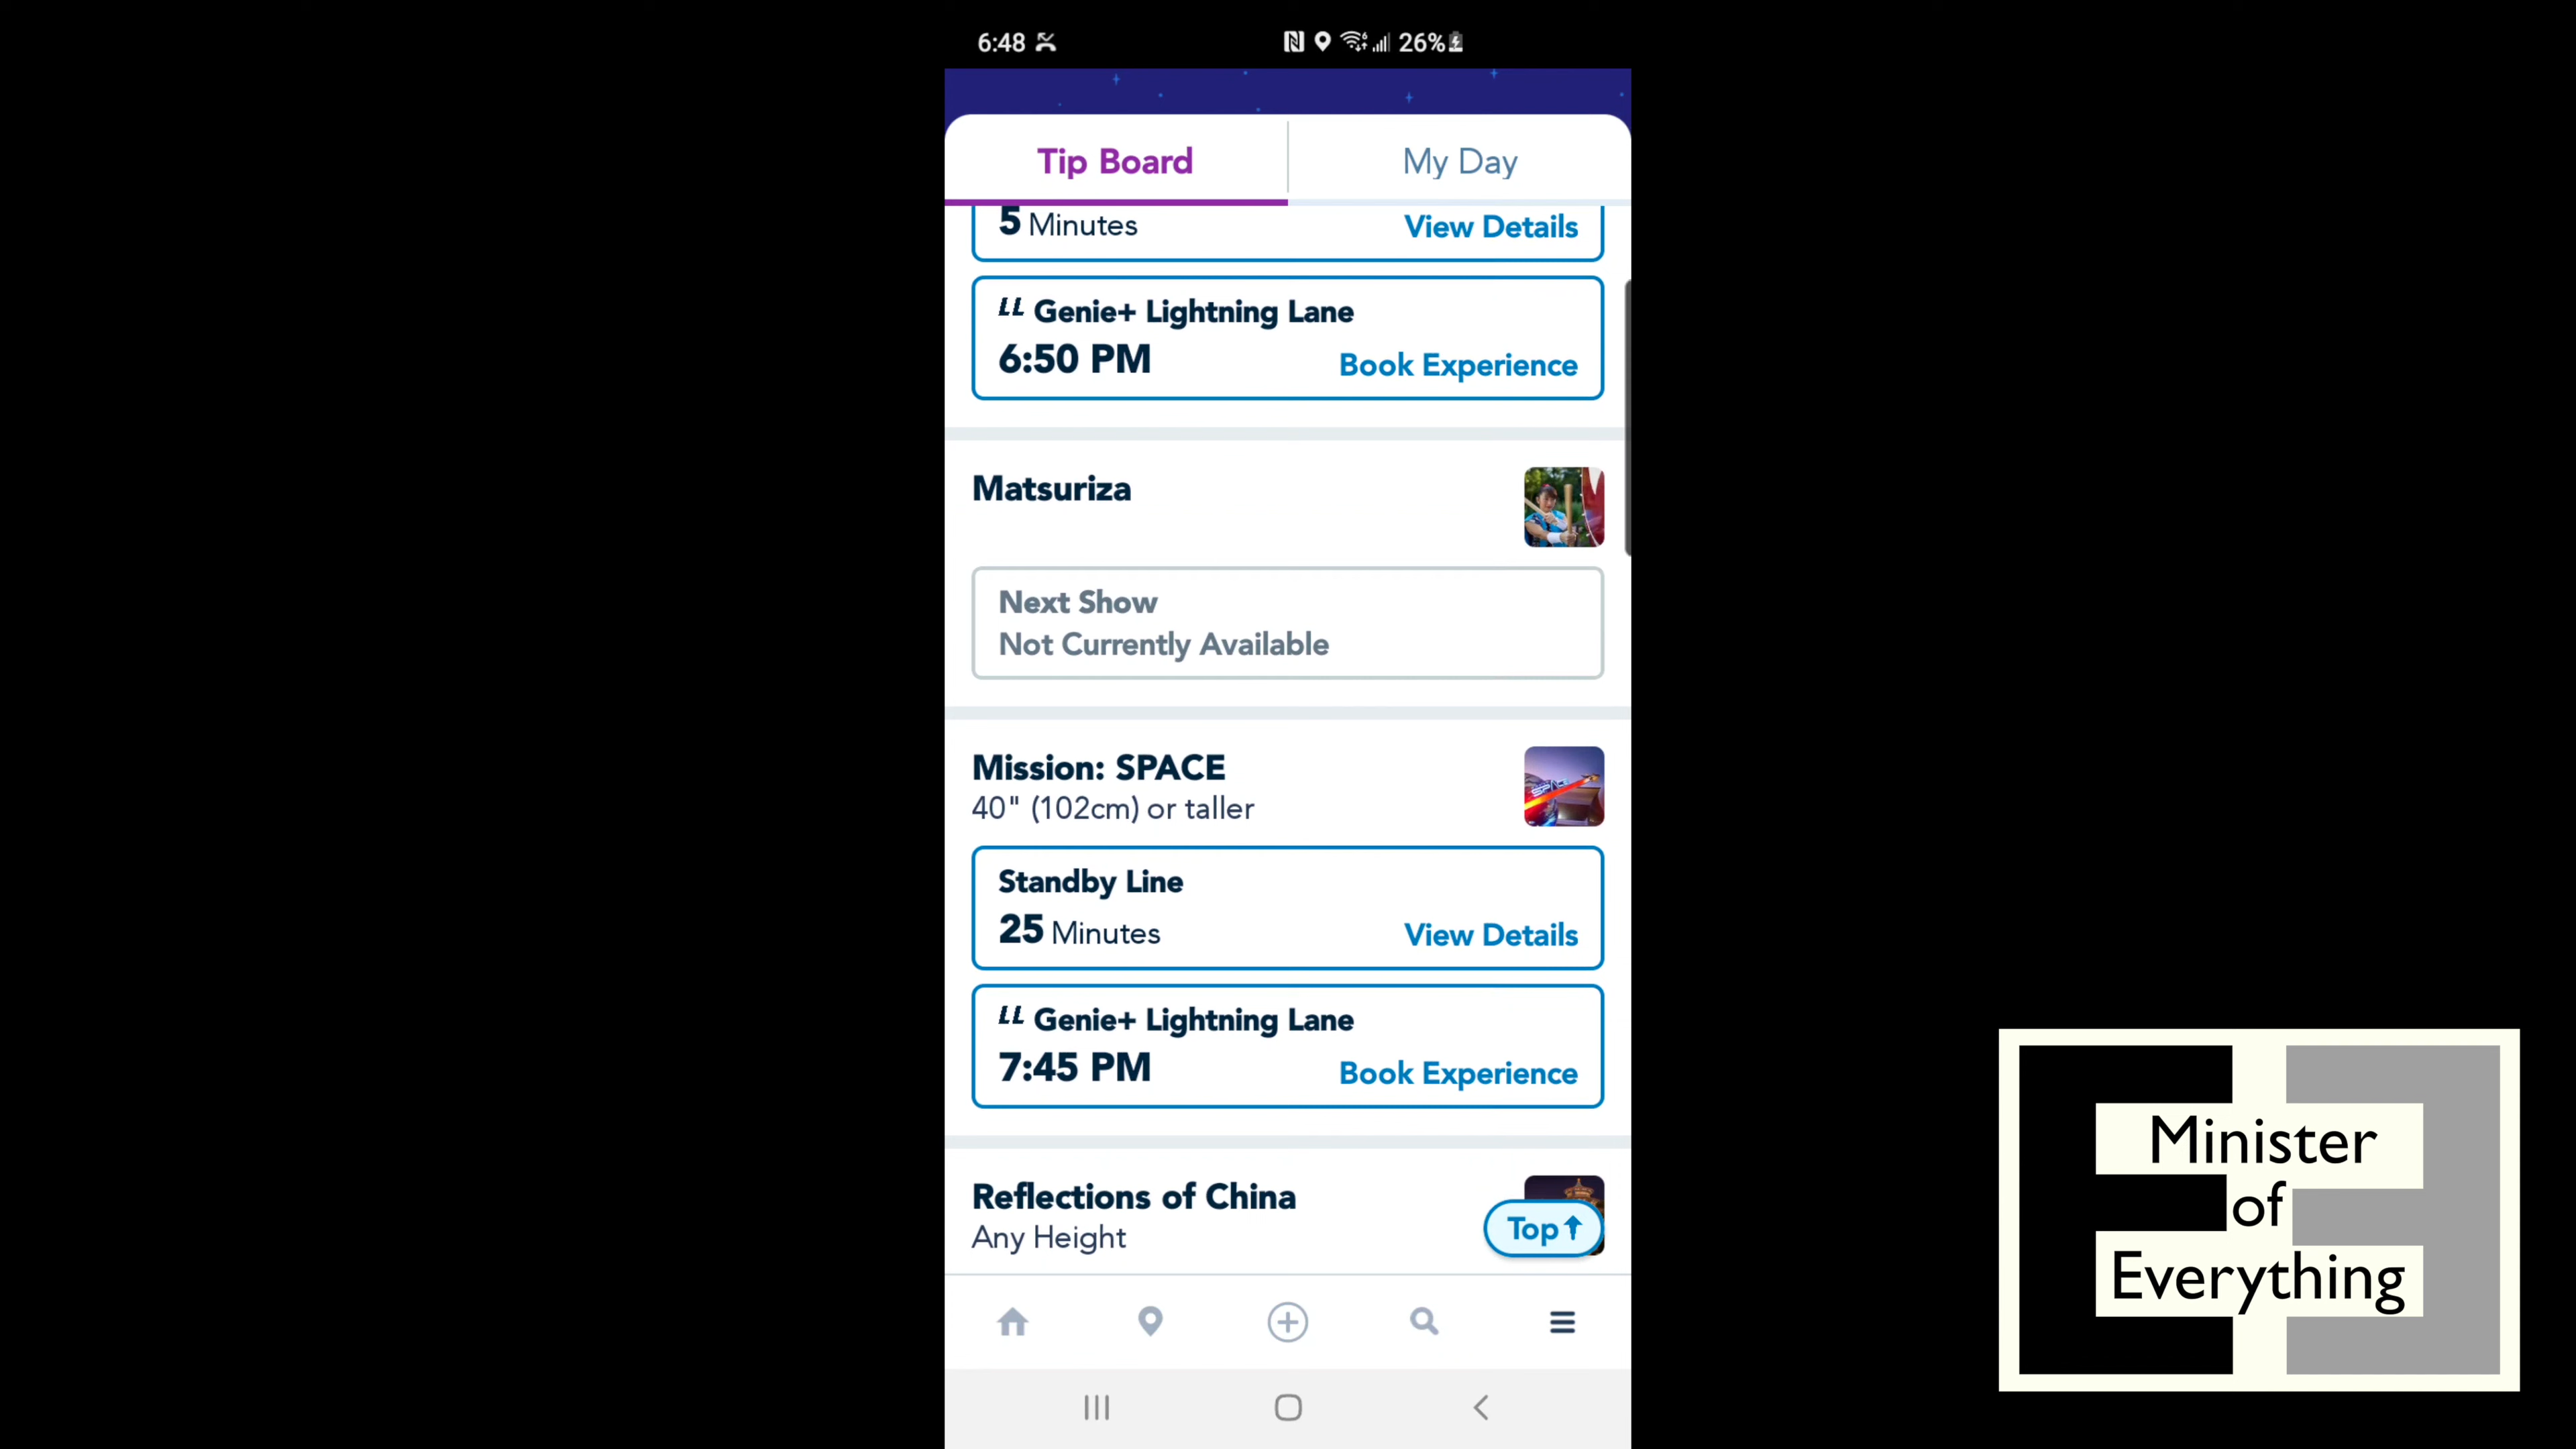 6:48 26%
Tip Board My Day
5 Minutes View Details
LL Genie+ Lightning Lane
6:50 PM Book Experience
Matsuriza
Next Show
Not Currently Available
Mission: SPACE
40" (102cm) or taller
SPACE
Standby Line
25 Minutes View Details
LL Genie+ Lightning Lane
7:45 PM Book Experience
Reflections of China
Any Height
Top
Minister
of
Everything